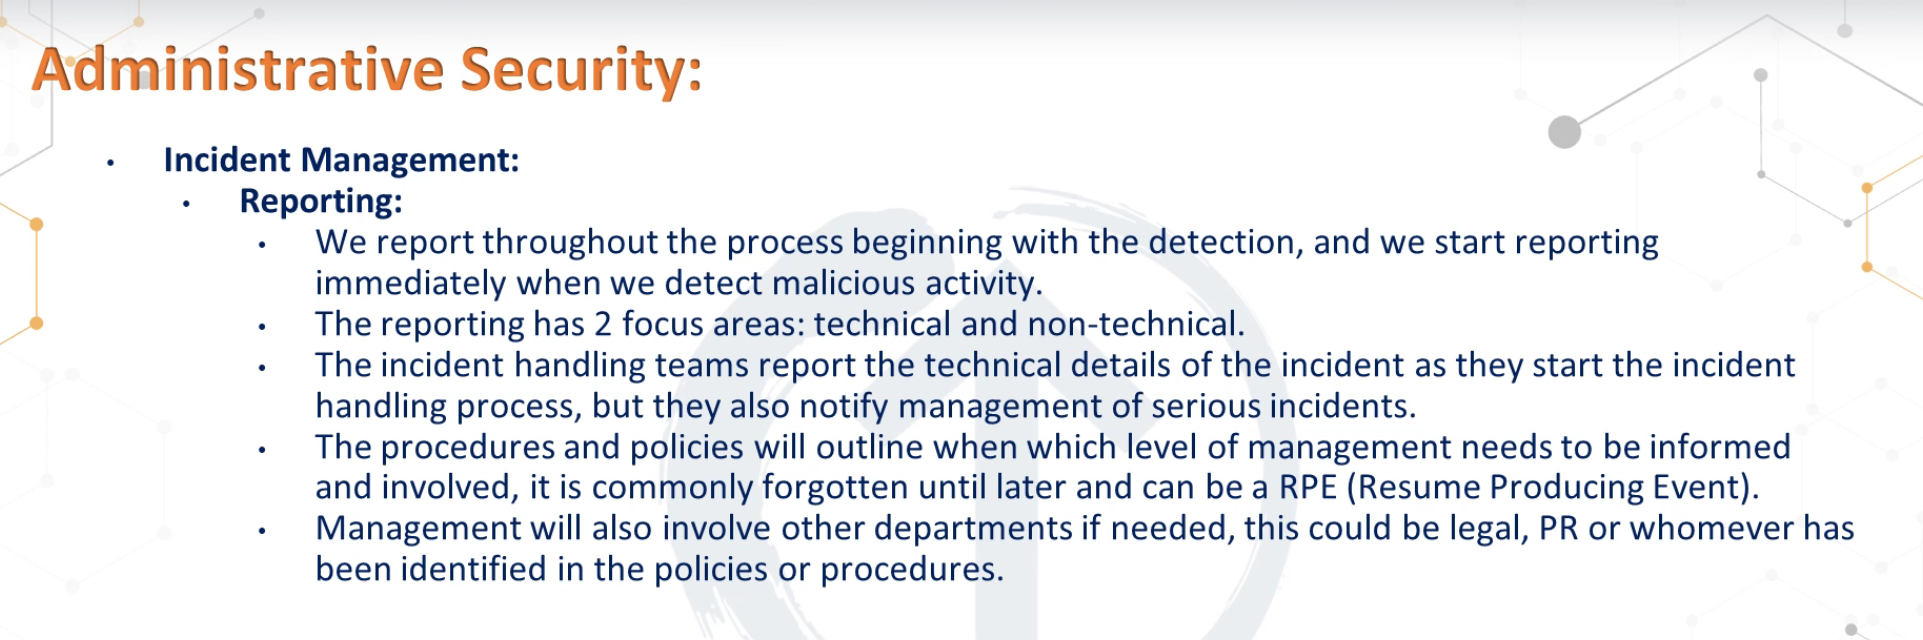 Administrative Security:
• Incident Management:
• Reporting:
• We report throughout the process beginning with the detection, and we start reporting
immediately when we detect malicious activity.
• The reporting has 2 focus areas: technical and non-technical.
• The incident handling teams report the technical details of the incident as they start the incident
handling process, but they also notify management of serious incidents.
• The procedures and policies will outline when which level of management needs to be informed
and involved, it is commonly forgotten until later and can be a RPE (Resume Producing Event).
• Management will also involve other departments if needed, this could be legal, PR or whomever has
been identified in the policies or procedures.